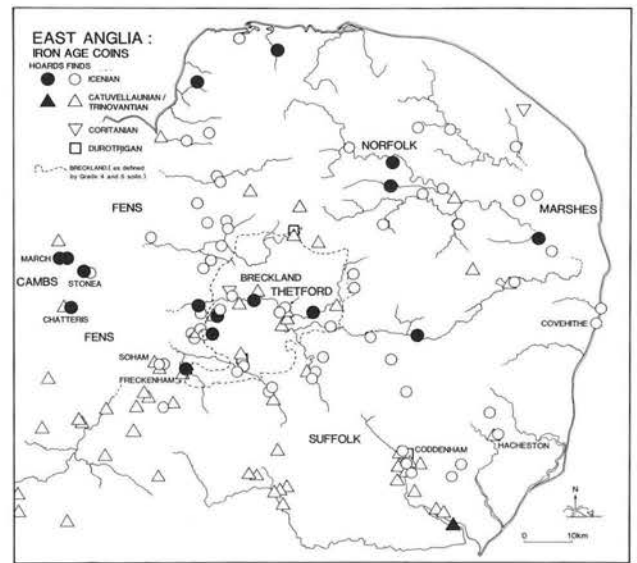 EAST ANGLIA :
IRON AGE COINS
HOARDS FINDS
ICENIAN
CATUVELLAUNIAN /
TRINOVANTIAN
CORITANIAN
DUROTRIGAN
BRECKLAND ( as defined
by Grade 4 and 5 soils )
NORFOLK
FENS
MARSHES
MARCH
BRECKLAND
CAMBS
STONEA
THETFORD
CHATTERIS
COVEHITHE
FENS
SOHAM
FRECKENHAM
SUFFOLK
CODDENHAM
HACHESTON
N
0 10km